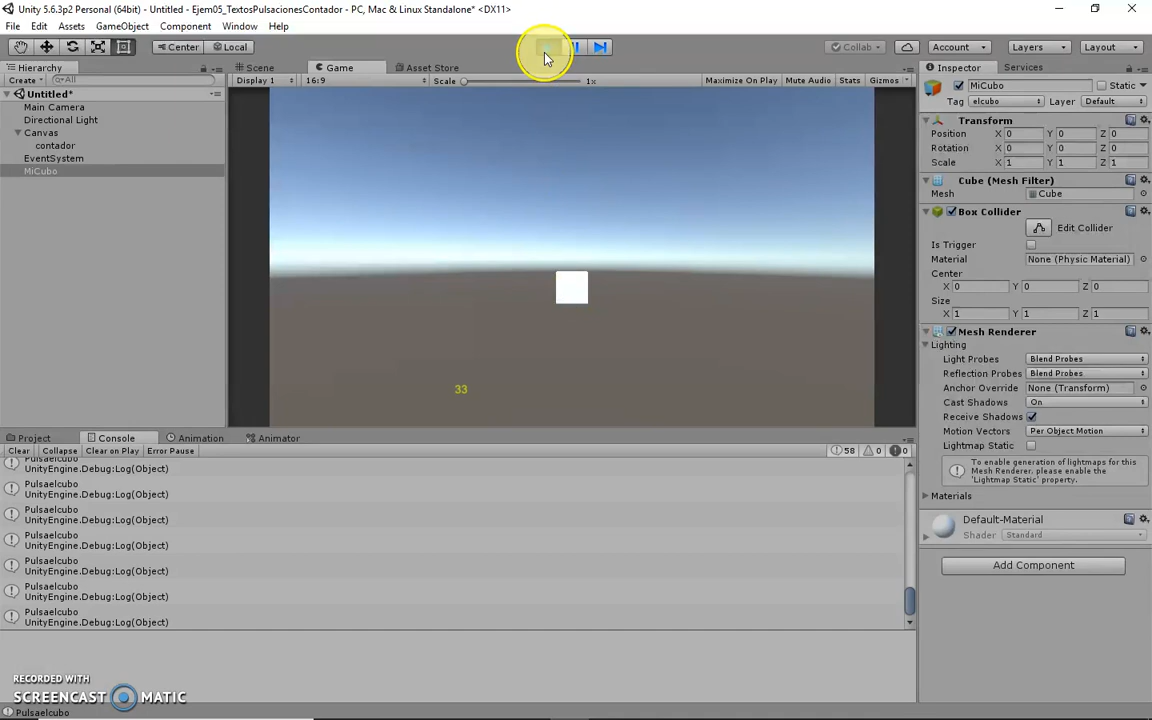 Unity 5.6.3p2 Personal (64bit) - Untitled - Ejem05_TextosPulsacionesContador - PC, Mac & Linux Standalone* <DX11>
File Edit Assets GameObject Component Window Help
Center Local Collab Account Layers Layout
Hierarchy Scene Game Asset Store Inspector Services
Create All Display 1 16:9 Scale 1x Maximize On Play Mute Audio Stats Gizmos
MiCubo Static
Untitled*
Tag elcubo Layer Default
Main Camera
Directional Light
Transform
Canvas
Position X 0 Y 0 Z 0
contador
Rotation X 0 Y 0 Z 0
EventSystem
Scale X 1 Y 1 Z 1
MiCubo
Cube (Mesh Filter)
Mesh Cube
Box Collider
Edit Collider
Is Trigger
Material None (Physic Material)
Center
X 0 Y 0 Z 0
Size
X 1 Y 1 Z 1
Mesh Renderer
Lighting
Light Probes Blend Probes
Reflection Probes Blend Probes
Anchor Override None (Transform)
33
Cast Shadows On
Receive Shadows
Motion Vectors Per Object Motion
Lightmap Static
To enable generation of lightmaps for this
Mesh Renderer, please enable the
'Lightmap Static' property.
Materials
Default-Material
Shader Standard
Add Component
Project Console Animation Animator
Clear Collapse Clear on Play Error Pause 58 0 0
Pulsaelcubo
UnityEngine.Debug:Log(Object)
Pulsaelcubo
UnityEngine.Debug:Log(Object)
Pulsaelcubo
UnityEngine.Debug:Log(Object)
Pulsaelcubo
UnityEngine.Debug:Log(Object)
Pulsaelcubo
UnityEngine.Debug:Log(Object)
Pulsaelcubo
UnityEngine.Debug:Log(Object)
Pulsaelcubo
UnityEngine.Debug:Log(Object)
RECORDED WITH
SCREENCAST MATIC
Pulsaelcubo